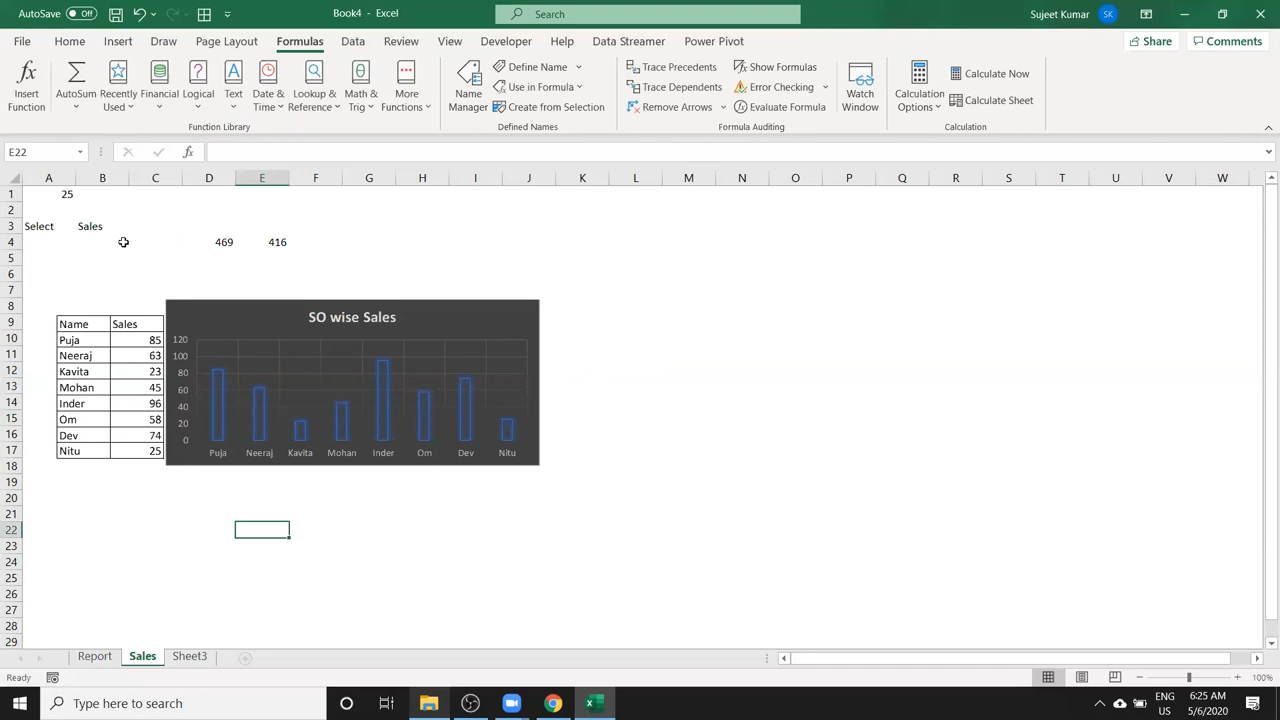 AutoSave Off Book4 - Excel Search Sujeet Kumar SK
File Home Insert Draw Page Layout Formulas Data Review View Developer Help Data Streamer Power Pivot Share Comments
Insert Function
AutoSum
Recently Used
Financial
Logical
Text
Date & Time
Lookup & Reference
Math & Trig
More Functions
Function Library
Name Manager
Define Name
Use in Formula
Create from Selection
Defined Names
Trace Precedents
Trace Dependents
Remove Arrows
Show Formulas
Error Checking
Evaluate Formula
Formula Auditing
Watch Window
Calculation Options
Calculate Now
Calculate Sheet
Calculation
E22 fx
A B C D E F G H I J K L M N O P Q R S T U V W
1 25
2
3 Select Sales
4 469 416
5
6
7
8
SO wise Sales
9 Name Sales
10 Puja 85
11 Neeraj 63
12 Kavita 23
13 Mohan 45
14 Inder 96
15 Om 58
16 Dev 74
17 Nitu 25
120
100
80
60
40
20
0
Puja Neeraj Kavita Mohan Inder Om Dev Nitu
18
19
20
21
22
23
24
25
26
27
28
29
Report Sales Sheet3
Ready 100%
Type here to search
ENG
US
6:25 AM
5/6/2020